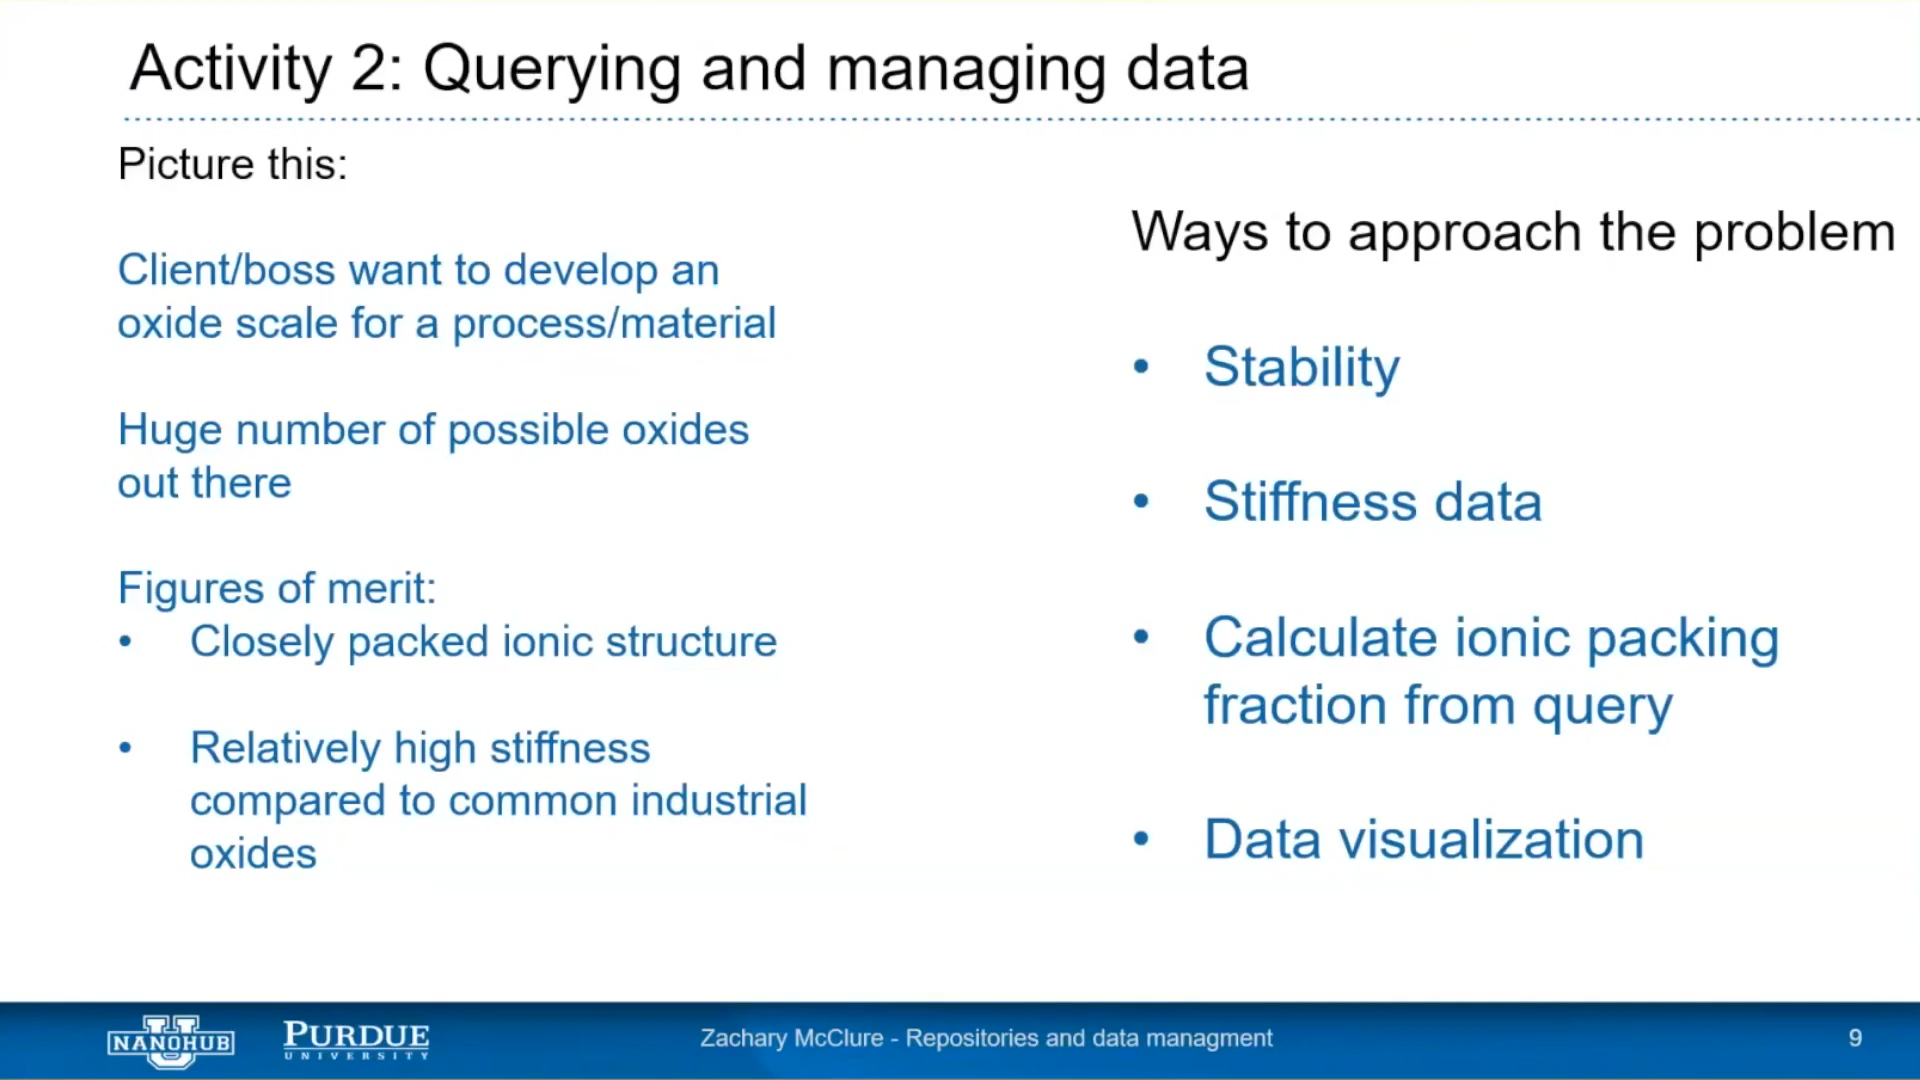 Activity 2: Querying and managing data
Picture this:
Client/boss want to develop an
oxide scale for a process/material
Huge number of possible oxides
out there
Figures of merit:
• Closely packed ionic structure
• Relatively high stiffness
compared to common industrial
oxides
Ways to approach the problem
• Stability
• Stiffness data
• Calculate ionic packing
fraction from query
• Data visualization
NANOHUB
PURDUE
UNIVERSITY
Zachary McClure - Repositories and data managment
9